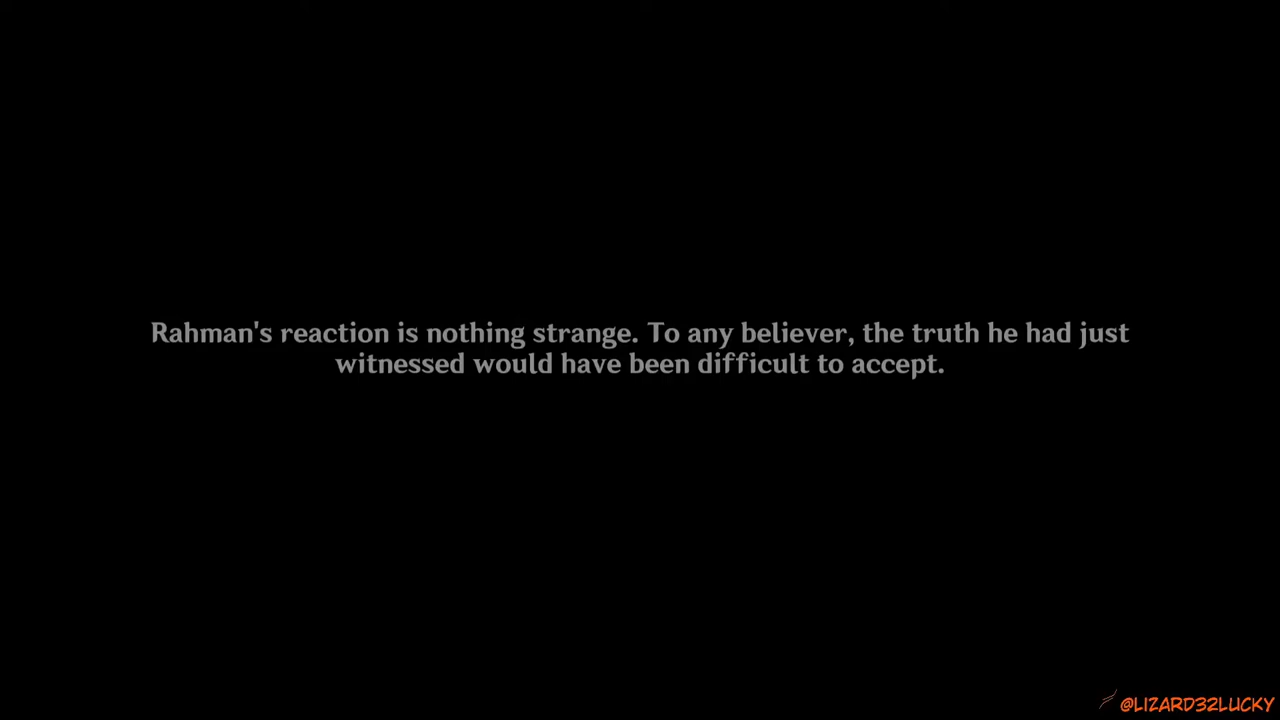 Rahman's reaction is nothing strange. To any believer, the truth he had just
witnessed would have been difficult to accept.
@LIZARD32LUCKY